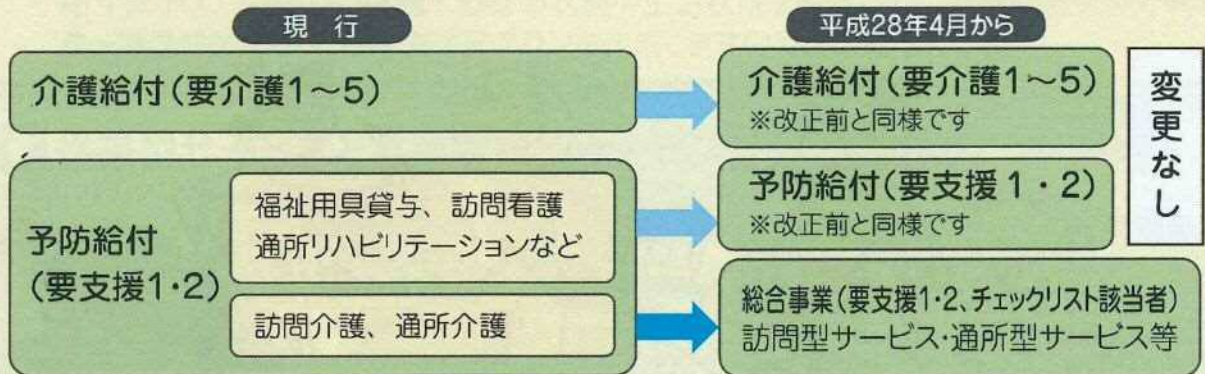 現行
平成28年4月から
介護給付(要介護1～5)
介護給付(要介護1～5)
※改正前と同様です
変更なし
予防給付
(要支援1・2)
福祉用具貸与、訪問看護
通所リハビリテーションなど
訪問介護、通所介護
予防給付(要支援1・2)
※改正前と同様です
総合事業(要支援1・2、チェックリスト該当者)
訪問型サービス・通所型サービス等